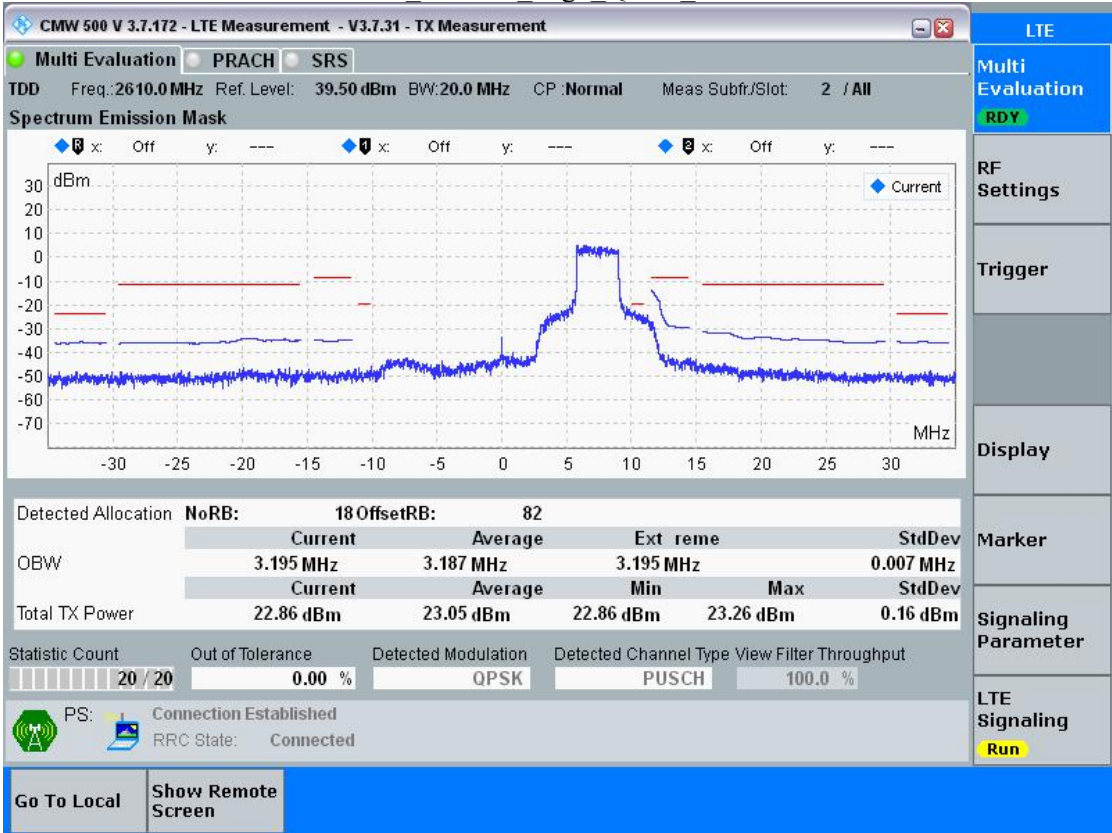 CMW 500 V 3.7.172 - LTE Measurement - V3.7.31 - TX Measurement
LTE
Multi Evaluation PRACH SRS
TDD Freq.:2610.0 MHz Ref. Level: 39.50 dBm BW:20.0 MHz CP :Normal Meas Subfr./Slot: 2 / All
Spectrum Emission Mask
R x: Off y: --- 1 x: Off y: --- 2 x: Off y: ---
dBm
Current
30
20
10
0
-10
-20
-30
-40
-50
-60
-70
MHz
-30 -25 -20 -15 -10 -5 0 5 10 15 20 25 30
Detected Allocation NoRB: 18 OffsetRB: 82
Current Average Ext reme StdDev
OBW 3.195 MHz 3.187 MHz 3.195 MHz 0.007 MHz
Current Average Min Max StdDev
Total TX Power 22.86 dBm 23.05 dBm 22.86 dBm 23.26 dBm 0.16 dBm
Statistic Count Out of Tolerance Detected Modulation Detected Channel Type View Filter Throughput
20 / 20 0.00 % QPSK PUSCH 100.0 %
PS: Connection Established
RRC State: Connected
Multi
Evaluation
RDY
RF
Settings
Trigger
Display
Marker
Signaling
Parameter
LTE
Signaling
Run
Go To Local
Show Remote
Screen